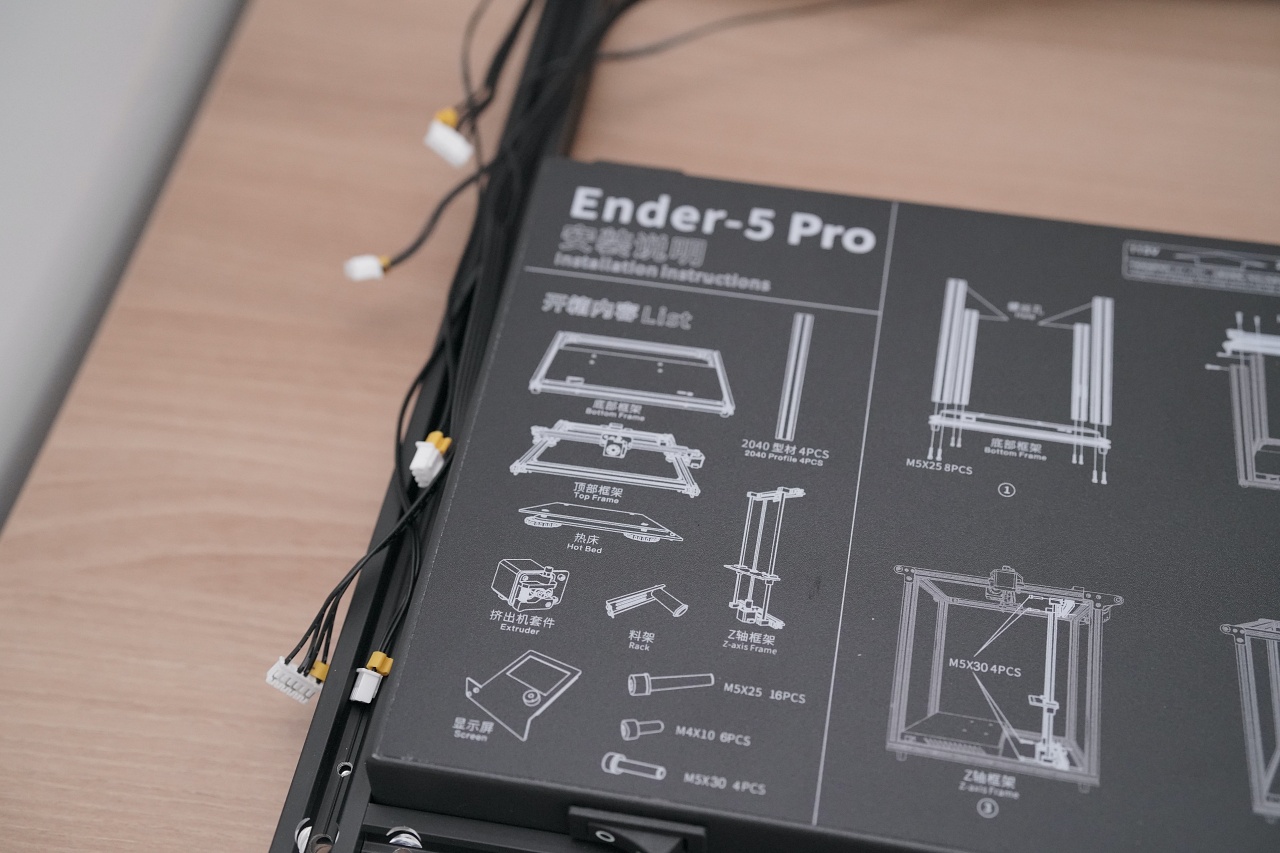 Ender-5 Pro
安装说明
Installation Instructions
开箱内容 List
底部框架
Bottom Frame
2040 型材 4PCS
2040 Profile 4PCS
顶部框架
Top Frame
热床
Hot Bed
挤出机套件
Extruder
料架
Rack
Z轴框架
Z-axis Frame
显示屏
Screen
M5X25 16PCS
M4X10 6PCS
M5X30 4PCS
底部框架
Bottom Frame
M5X25 8PCS
①
M5X30 4PCS
Z轴框架
Z-axis Frame
③